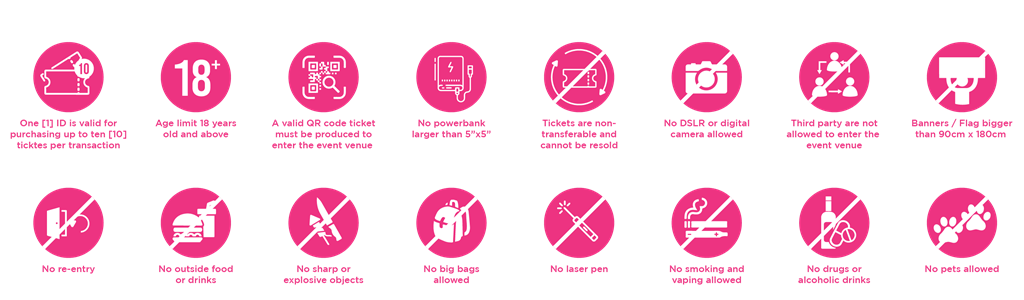 10
18+
One [1] ID is valid for
purchasing up to ten [10]
ticktes per transaction
Age limit 18 years
old and above
A valid QR code ticket
must be produced to
enter the event venue
No powerbank
larger than 5”x5”
Tickets are non-
transferable and
cannot be resold
No DSLR or digital
camera allowed
Third party are not
allowed to enter the
event venue
Banners / Flag bigger
than 90cm x 180cm
No re-entry
No outside food
or drinks
No sharp or
explosive objects
No big bags
allowed
No laser pen
No smoking and
vaping allowed
No drugs or
alcoholic drinks
No pets allowed